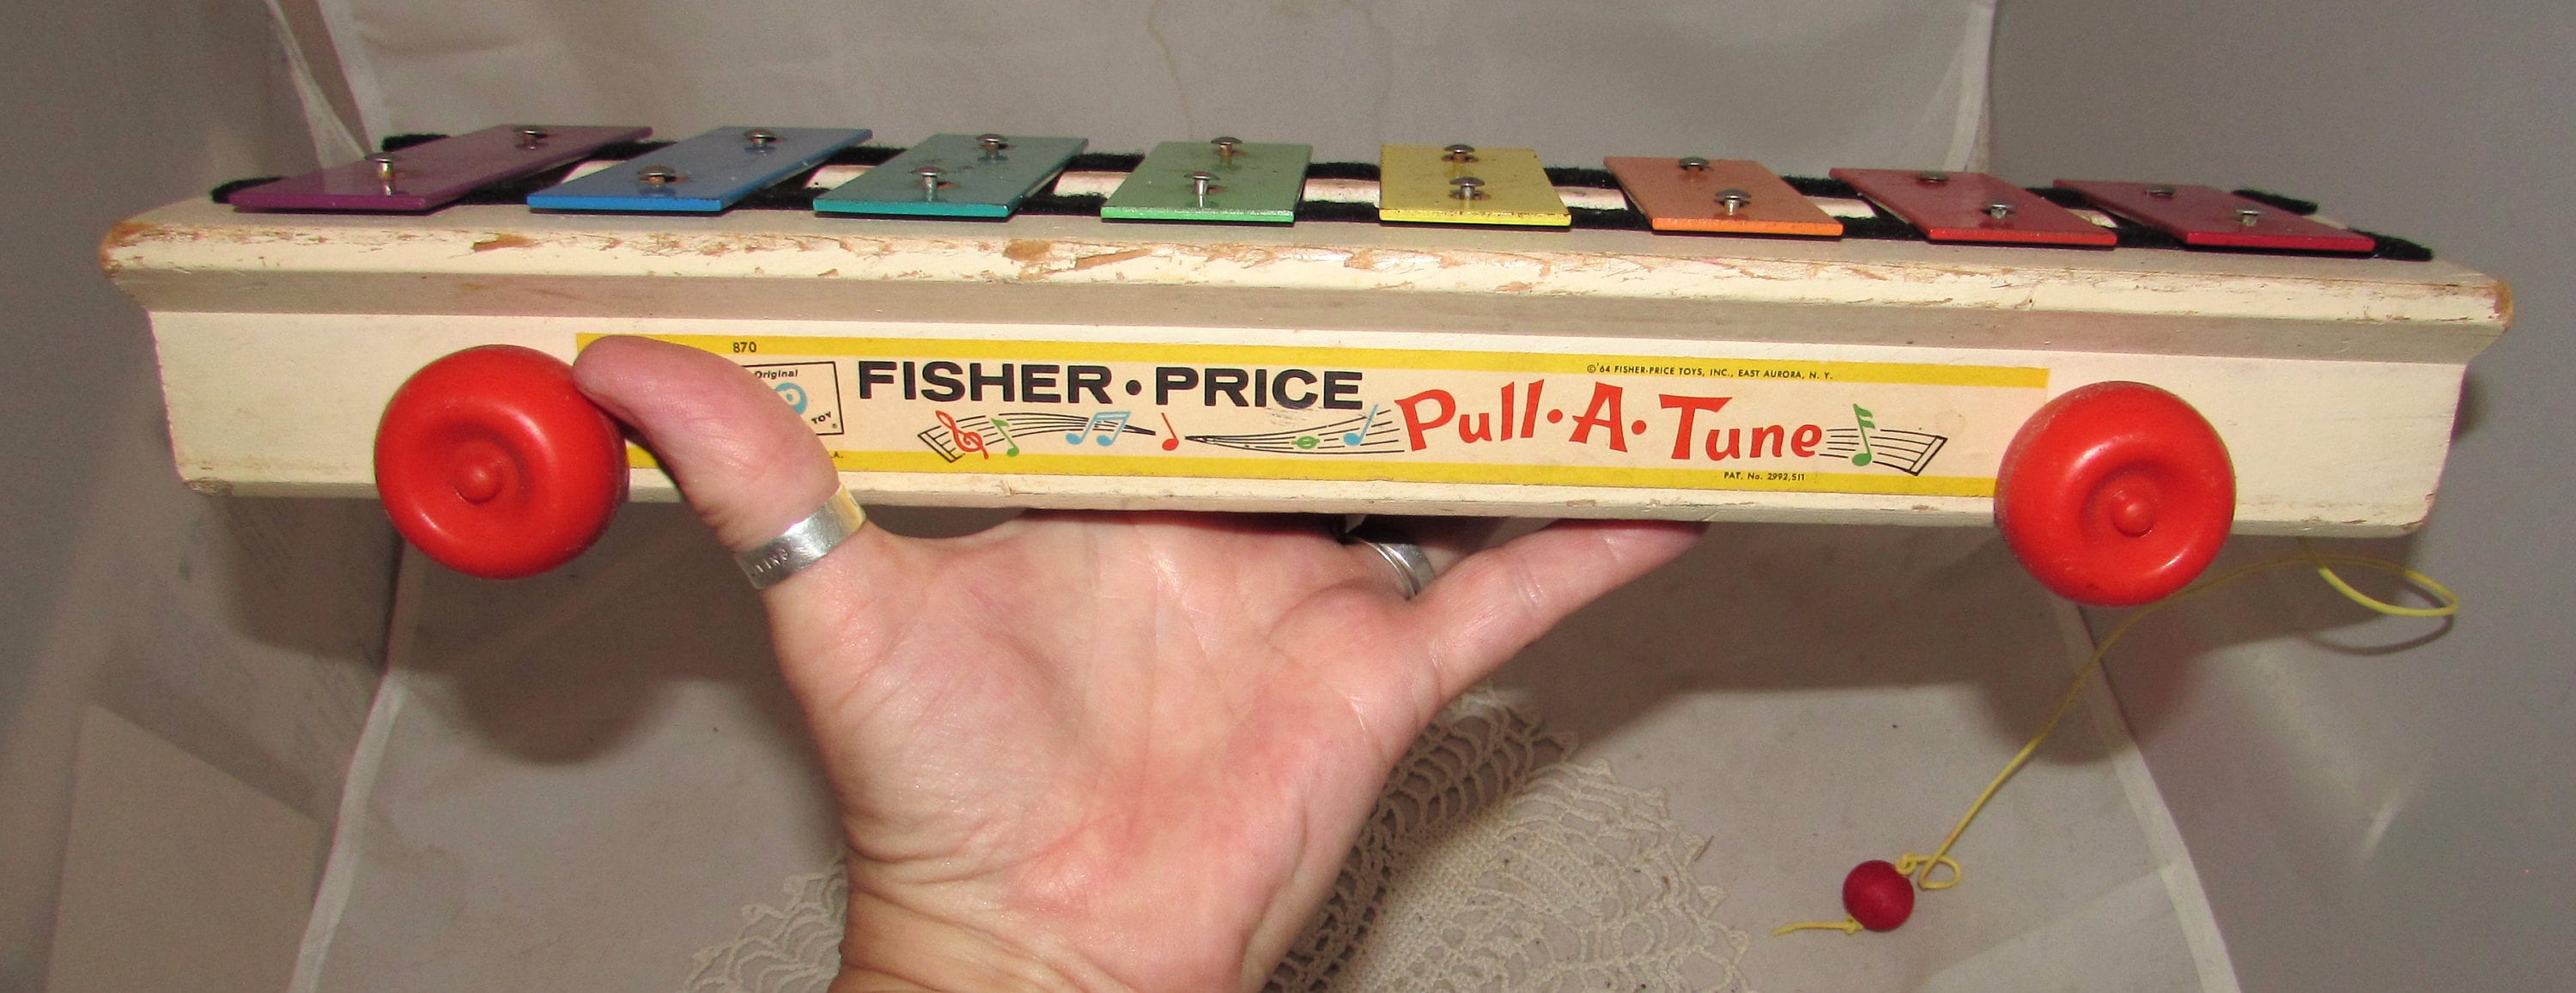 870
Original
TOY
®
FISHER·PRICE
©'64 FISHER-PRICE TOYS, INC., EAST AURORA, N. Y.
Pull·A·Tune
A.
PAT. No. 2992,511